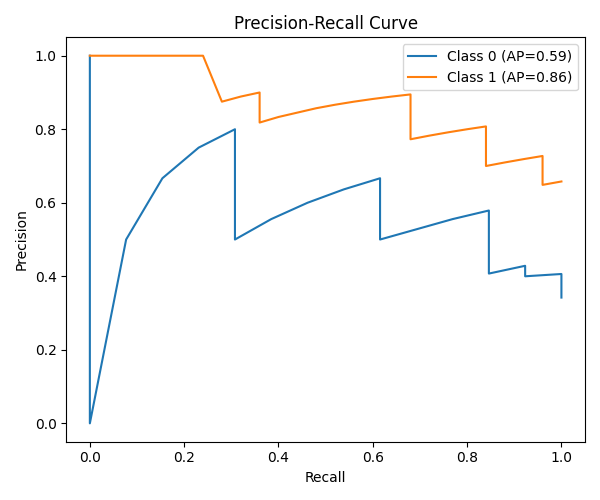 Precision-Recall Curve
Class 0 (AP=0.59)
Class 1 (AP=0.86)
Precision
1.0
0.8
0.6
0.4
0.2
0.0
0.0 0.2 0.4 0.6 0.8 1.0
Recall